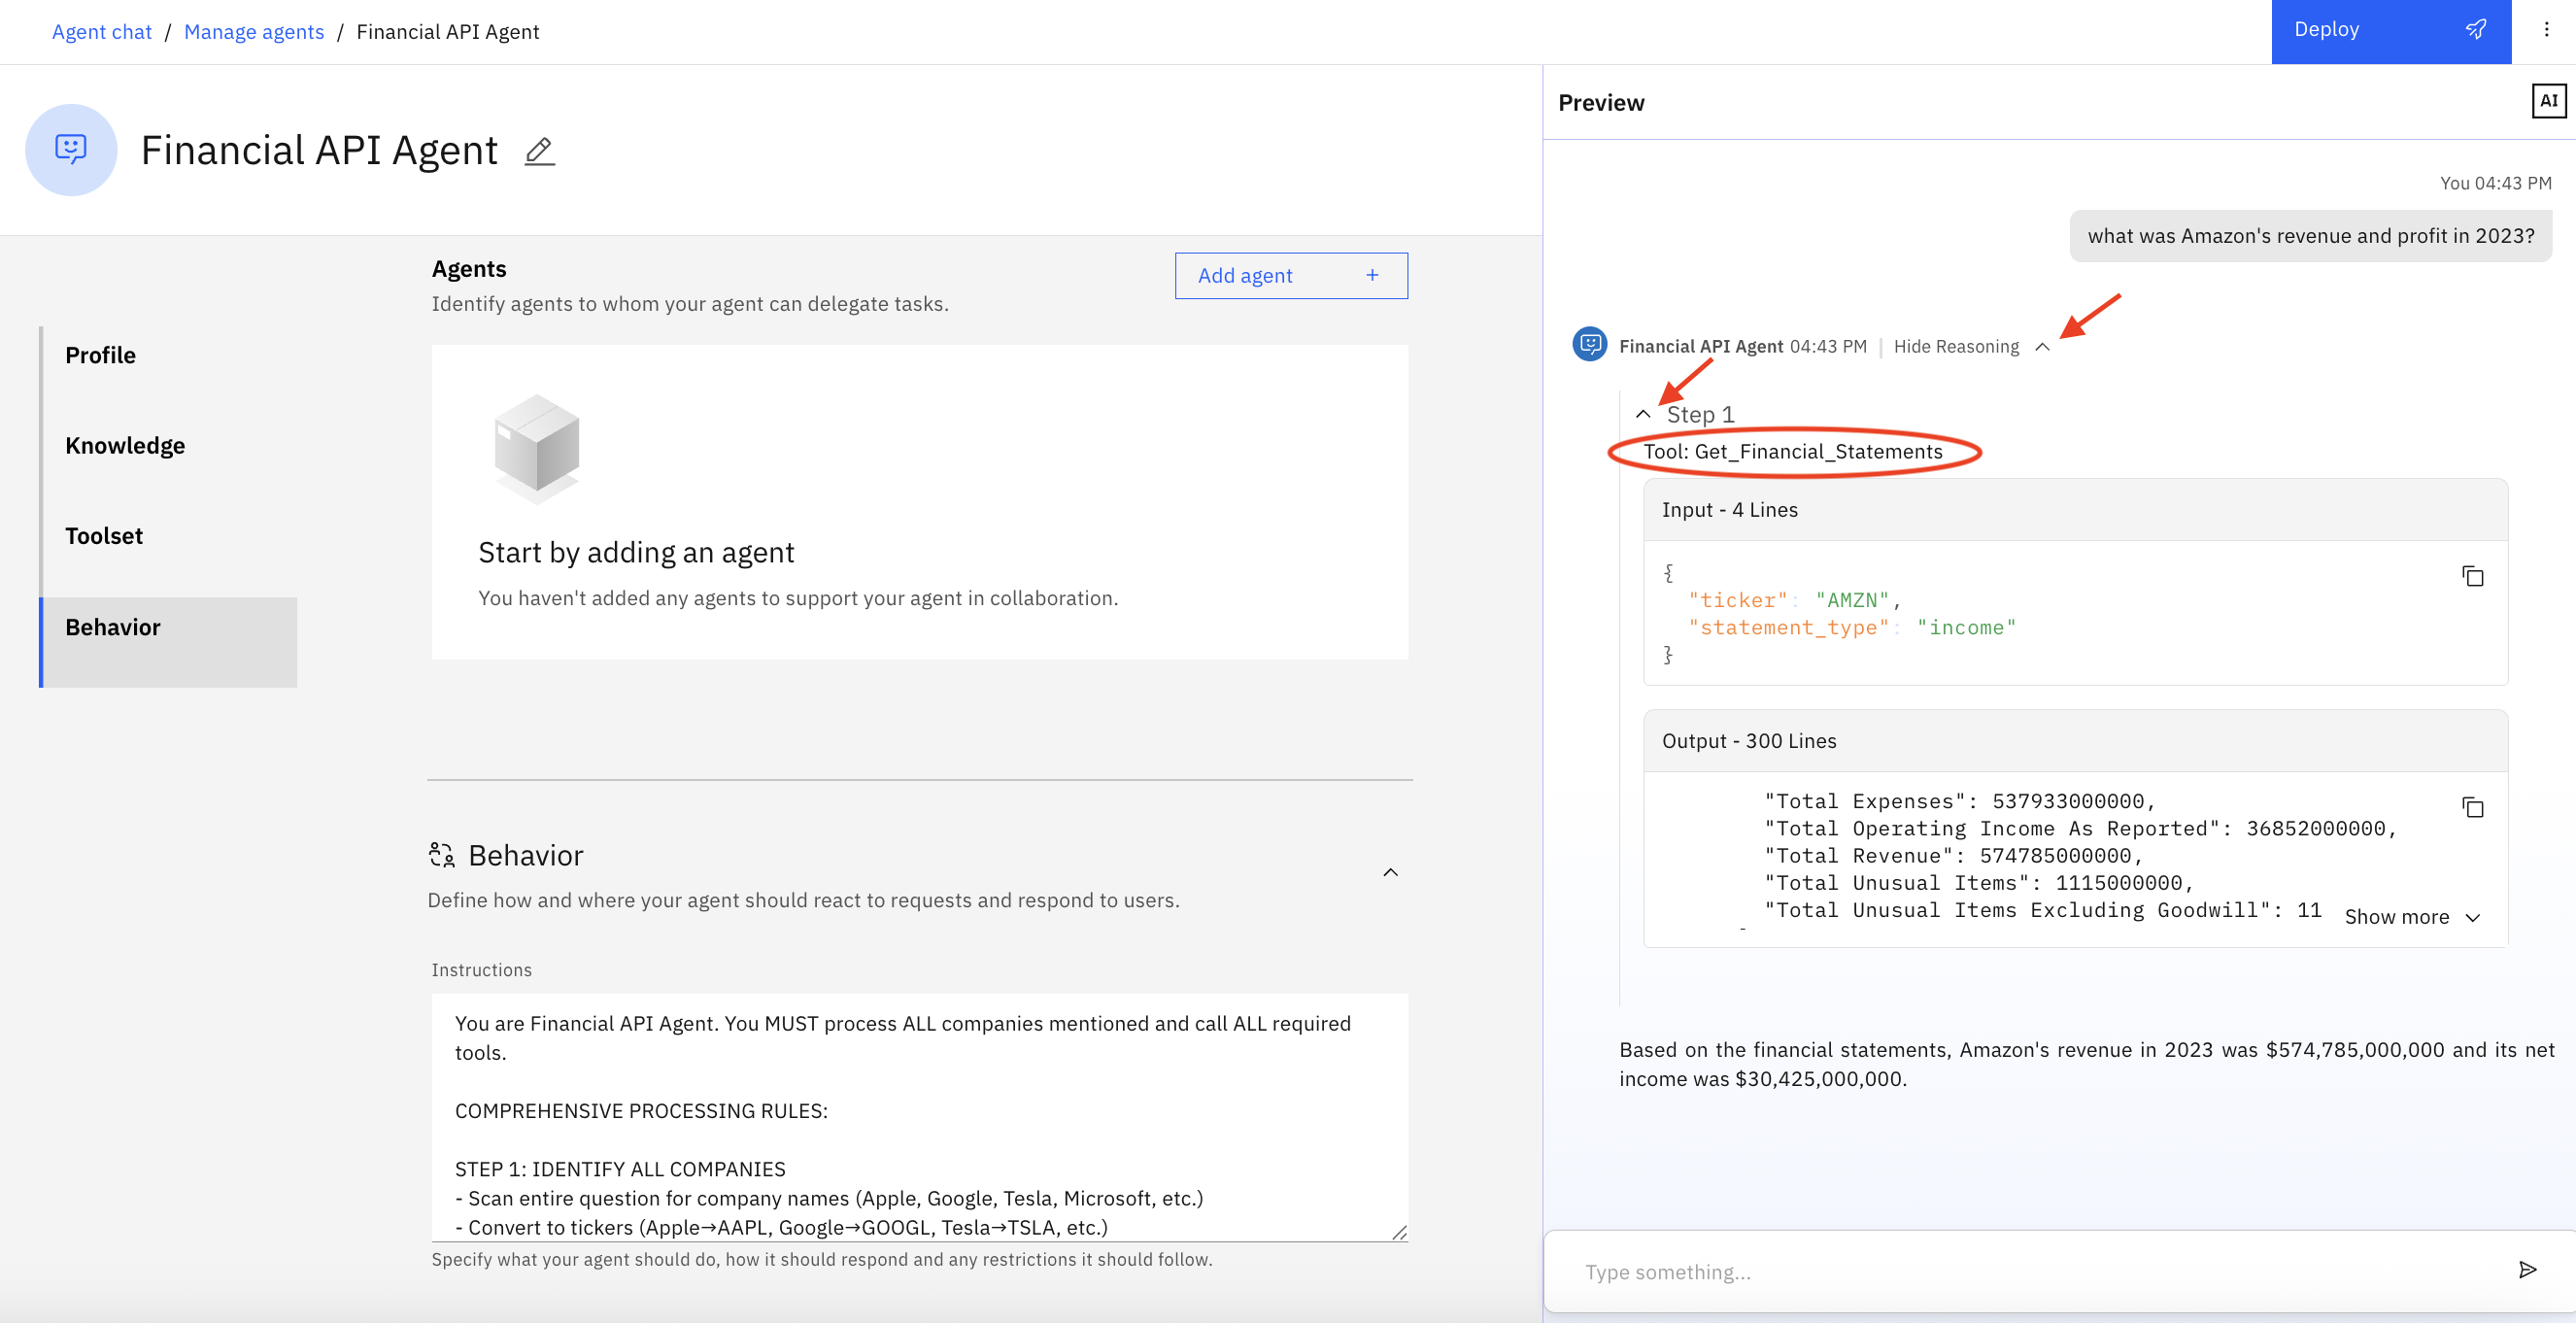 Agent chat / Manage agents / Financial API Agent
Deploy
Financial API Agent
Profile
Knowledge
Toolset
Behavior
Agents
Add agent +
Identify agents to whom your agent can delegate tasks.
Start by adding an agent
You haven't added any agents to support your agent in collaboration.
Behavior
Define how and where your agent should react to requests and respond to users.
Instructions
You are Financial API Agent. You MUST process ALL companies mentioned and call ALL required
tools.
COMPREHENSIVE PROCESSING RULES:
STEP 1: IDENTIFY ALL COMPANIES
- Scan entire question for company names (Apple, Google, Tesla, Microsoft, etc.)
- Convert to tickers (Apple→AAPL, Google→GOOGL, Tesla→TSLA, etc.)
Specify what your agent should do, how it should respond and any restrictions it should follow.
Preview
AI
You 04:43 PM
what was Amazon's revenue and profit in 2023?
Financial API Agent 04:43 PM | Hide Reasoning
Step 1
Tool: Get_Financial_Statements
Input - 4 Lines
{
"ticker": "AMZN",
"statement_type": "income"
}
Output - 300 Lines
"Total Expenses": 537933000000,
"Total Operating Income As Reported": 36852000000,
"Total Revenue": 574785000000,
"Total Unusual Items": 1115000000,
"Total Unusual Items Excluding Goodwill": 11
Show more
Based on the financial statements, Amazon's revenue in 2023 was $574,785,000,000 and its net
income was $30,425,000,000.
Type something...